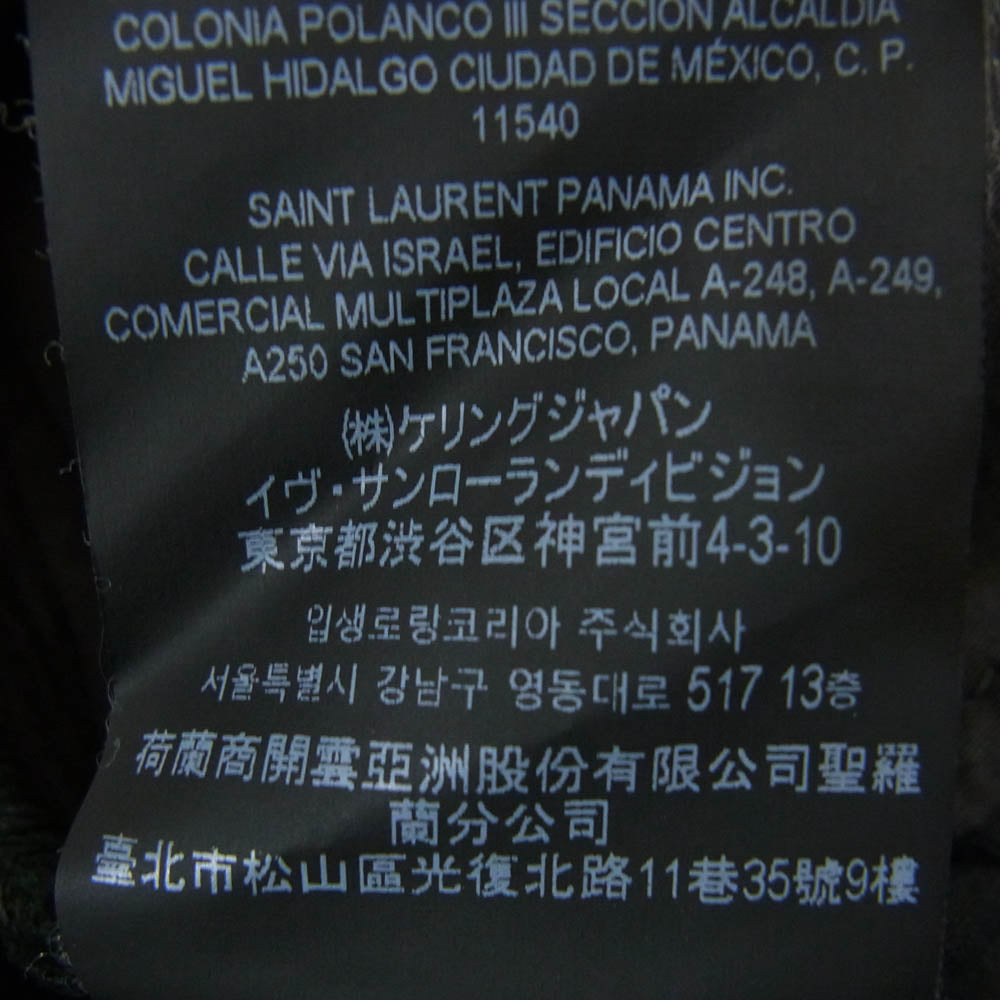 COLONIA POLANCO III SECCION ALCALDIA
MIGUEL HIDALGO CIUDAD DE MÉXICO, C. P.
11540
SAINT LAURENT PANAMA INC.
CALLE VIA ISRAEL, EDIFICIO CENTRO
COMERCIAL MULTIPLAZA LOCAL A-248, A-249,
A250 SAN FRANCISCO, PANAMA
(株)ケリングジャパン
イヴ・サンローランディビジョン
東京都渋谷区神宮前4-3-10
입생로랑코리아 주식회사
서울특별시 강남구 영동대로 517 13층
荷蘭商開雲亞洲股份有限公司聖羅
蘭分公司
臺北市松山區光復北路11巷35號9樓